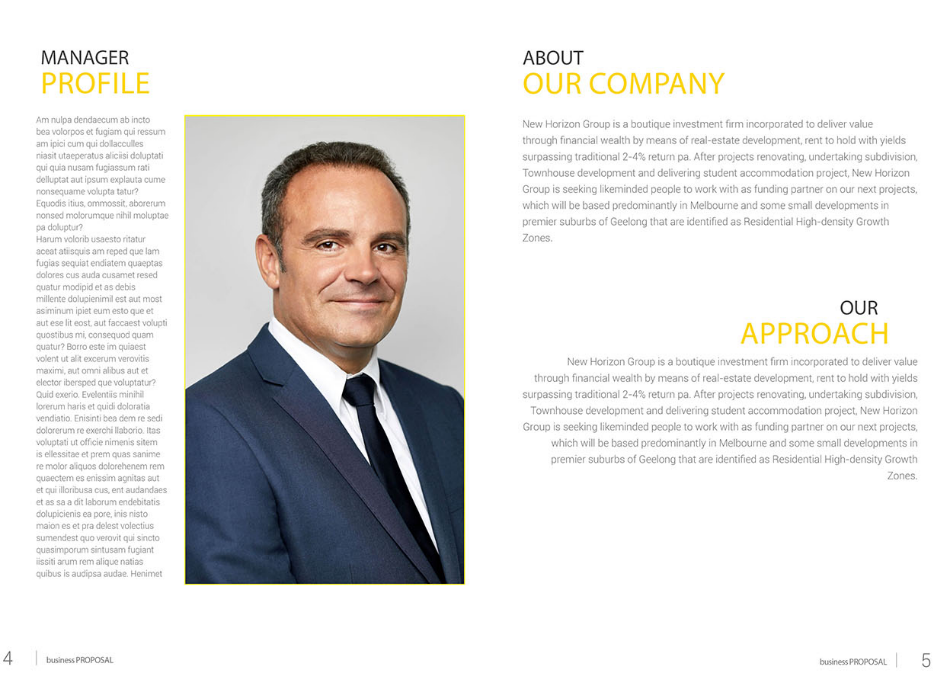 MANAGER
PROFILE
Am nulpa dendaecum ab incto
bea volorpos et fugiam qui ressum
am ipici cum qui dollacculles
niasit utaeperatus aliciisi doluptati
qui quia nusam fugiassum rati
delluptat aut ipsum explauta cume
nonsequame volupta tatur?
Equodis itius, ommossit, aborerum
nonsed molorumque nihil moluptae
pa doluptur?
Harum volorib usaesto ritatur
aceat atiisquis am reped que lam
fugias sequiat endiatem quaeptas
dolores cus auda cusamet resed
quatur modipid et as debis
millente dolupienimil est aut most
asiminum ipiet eum esto que et
aut ese lit eost, aut faccaest volupti
quostibus mi, consequod quam
quatur? Borro este im quiaest
volent ut alit excerum verovitis
maximi, aut omni alibus aut et
elector ibersped que voluptatur?
Quid exerio. Evelentiis minihil
lorerum haris et quidi doloratia
vendiatio. Enisinti bea dem re sedi
dolorerum re exerchi llaborio. Itas
voluptati ut officie nimenis sitem
is ellessitae et prem quas sanime
re molor aliquos dolorehenem rem
quaectem es enissim agnitas aut
et qui illoribusa cus, ent audandaes
et as sa a dit laborum endebitatis
dolupicienis ea pore, inis nisto
maion es et pra delest volectius
sumendest quo verovit qui sincto
quasimporum sintusam fugiant
iissiti arum rem alique natias
quibus is audipsa audae. Henimet
4
business PROPOSAL
ABOUT
OUR COMPANY
New Horizon Group is a boutique investment firm incorporated to deliver value
through financial wealth by means of real-estate development, rent to hold with yields
surpassing traditional 2-4% return pa. After projects renovating, undertaking subdivision,
Townhouse development and delivering student accommodation project, New Horizon
Group is seeking likeminded people to work with as funding partner on our next projects,
which will be based predominantly in Melbourne and some small developments in
premier suburbs of Geelong that are identified as Residential High-density Growth
Zones.
OUR
APPROACH
New Horizon Group is a boutique investment firm incorporated to deliver value
through financial wealth by means of real-estate development, rent to hold with yields
surpassing traditional 2-4% return pa. After projects renovating, undertaking subdivision,
Townhouse development and delivering student accommodation project, New Horizon
Group is seeking likeminded people to work with as funding partner on our next projects,
which will be based predominantly in Melbourne and some small developments in
premier suburbs of Geelong that are identified as Residential High-density Growth
Zones.
business PROPOSAL
5